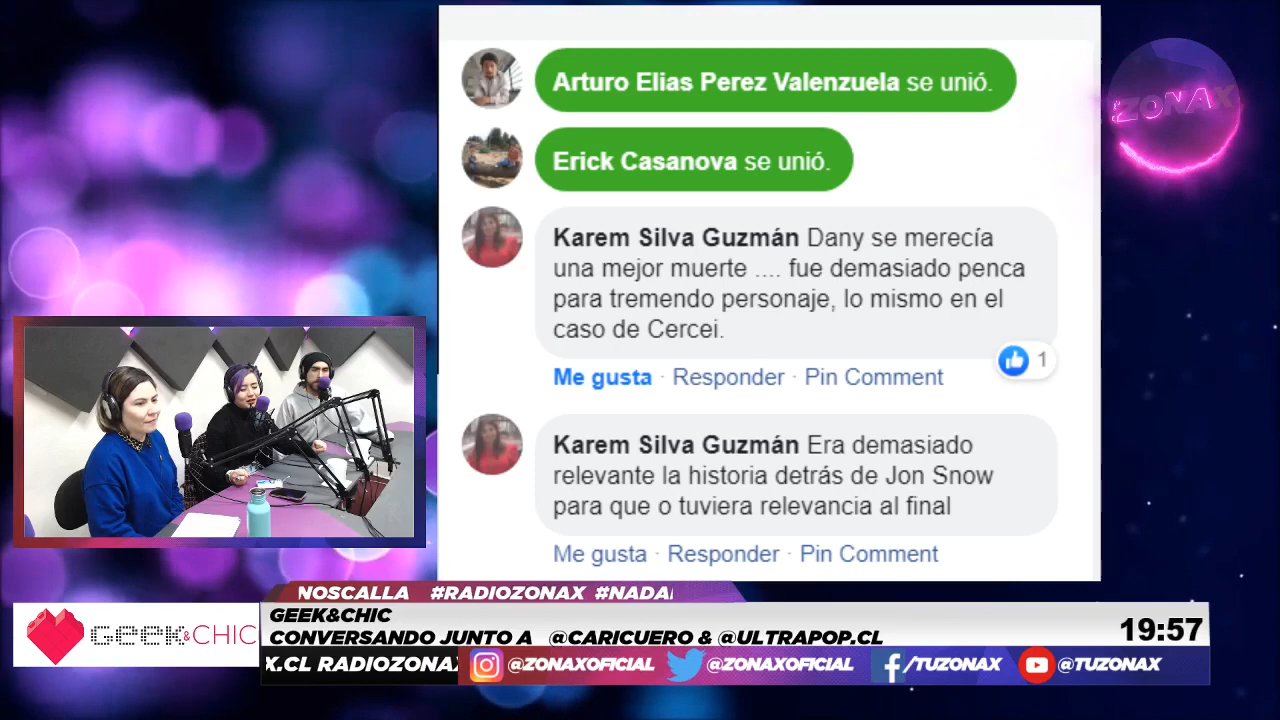 Arturo Elias Perez Valenzuela se unió.
Erick Casanova se unió.
Karem Silva Guzmán Dany se merecía
una mejor muerte .... fue demasiado penca
para tremendo personaje, lo mismo en el
caso de Cercei.
1
Me gusta · Responder · Pin Comment
Karem Silva Guzmán Era demasiado
relevante la historia detrás de Jon Snow
para que o tuviera relevancia al final
Me gusta · Responder · Pin Comment
TUZONAX
NOSCALLA #RADIOZONAX #NADA
GEEK&CHIC
GEEK&CHIC
CONVERSANDO JUNTO A @CARICUERO & @ULTRAPOP.CL
19:57
X.CL RADIOZONAX
@ZONAXOFICIAL
@ZONAXOFICIAL
/TUZONAX
@TUZONAX